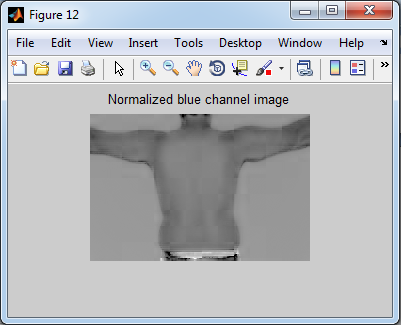 Figure 12
File Edit View Insert Tools Desktop Window Help
Normalized blue channel image